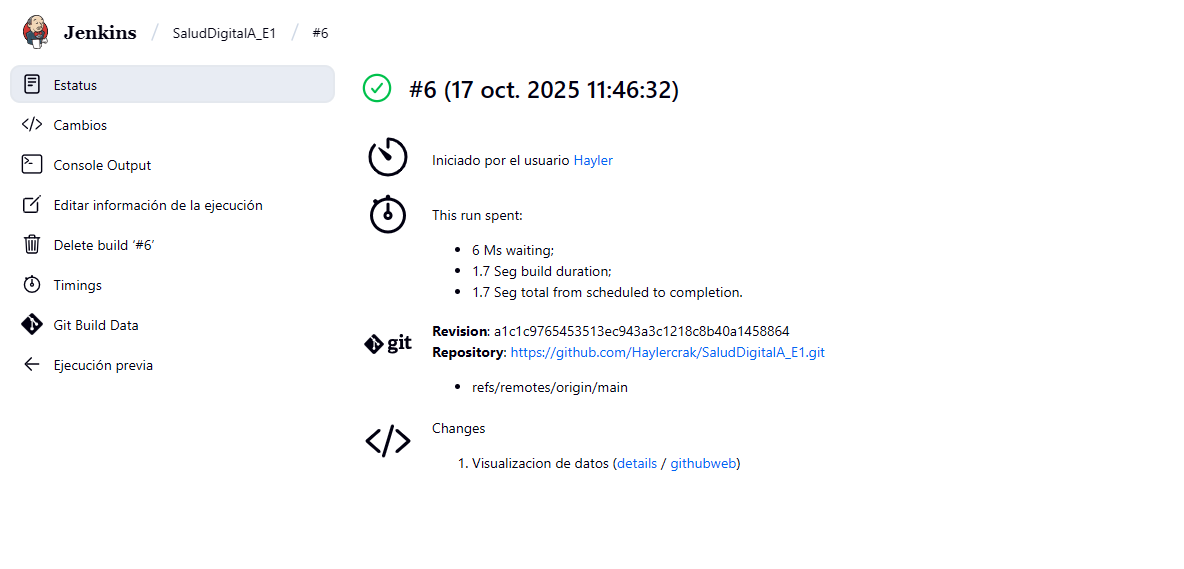 Jenkins / SaludDigitalA_E1 / #6
Estatus
Cambios
Console Output
Editar información de la ejecución
Delete build ‘#6’
Timings
Git Build Data
Ejecución previa
#6 (17 oct. 2025 11:46:32)
Iniciado por el usuario Hayler
This run spent:
• 6 Ms waiting;
• 1.7 Seg build duration;
• 1.7 Seg total from scheduled to completion.
git
Revision: a1c1c9765453513ec943a3c1218c8b40a1458864
Repository: https://github.com/Haylercrak/SaludDigitalA_E1.git
• refs/remotes/origin/main
Changes
1. Visualizacion de datos (details / githubweb)